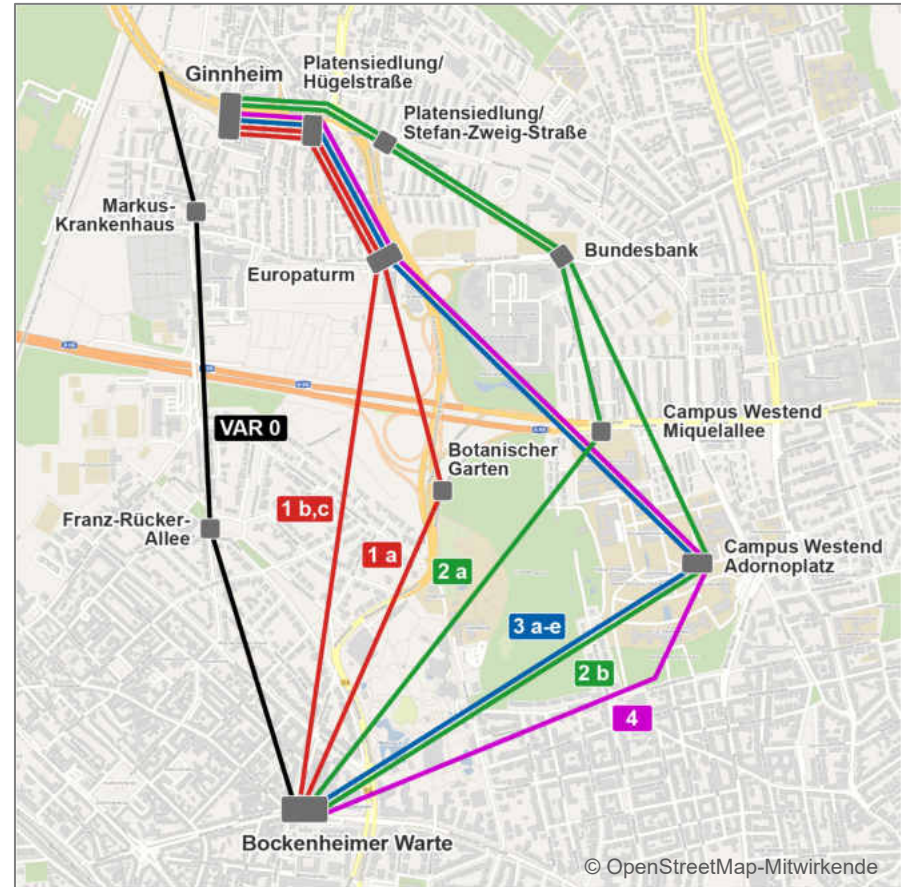 Ginnheim
Platensiedlung/
Hügelstraße
Platensiedlung/
Stefan-Zweig-Straße
Markus-
Krankenhaus
Europaturm
Bundesbank
VAR 0
Campus Westend
Miquelallee
Botanischer
Garten
1 b,c
Franz-Rücker-
Allee
1 a
2 a
Campus Westend
Adornoplatz
3 a-e
2 b
4
Bockenheimer Warte
© OpenStreetMap-Mitwirkende